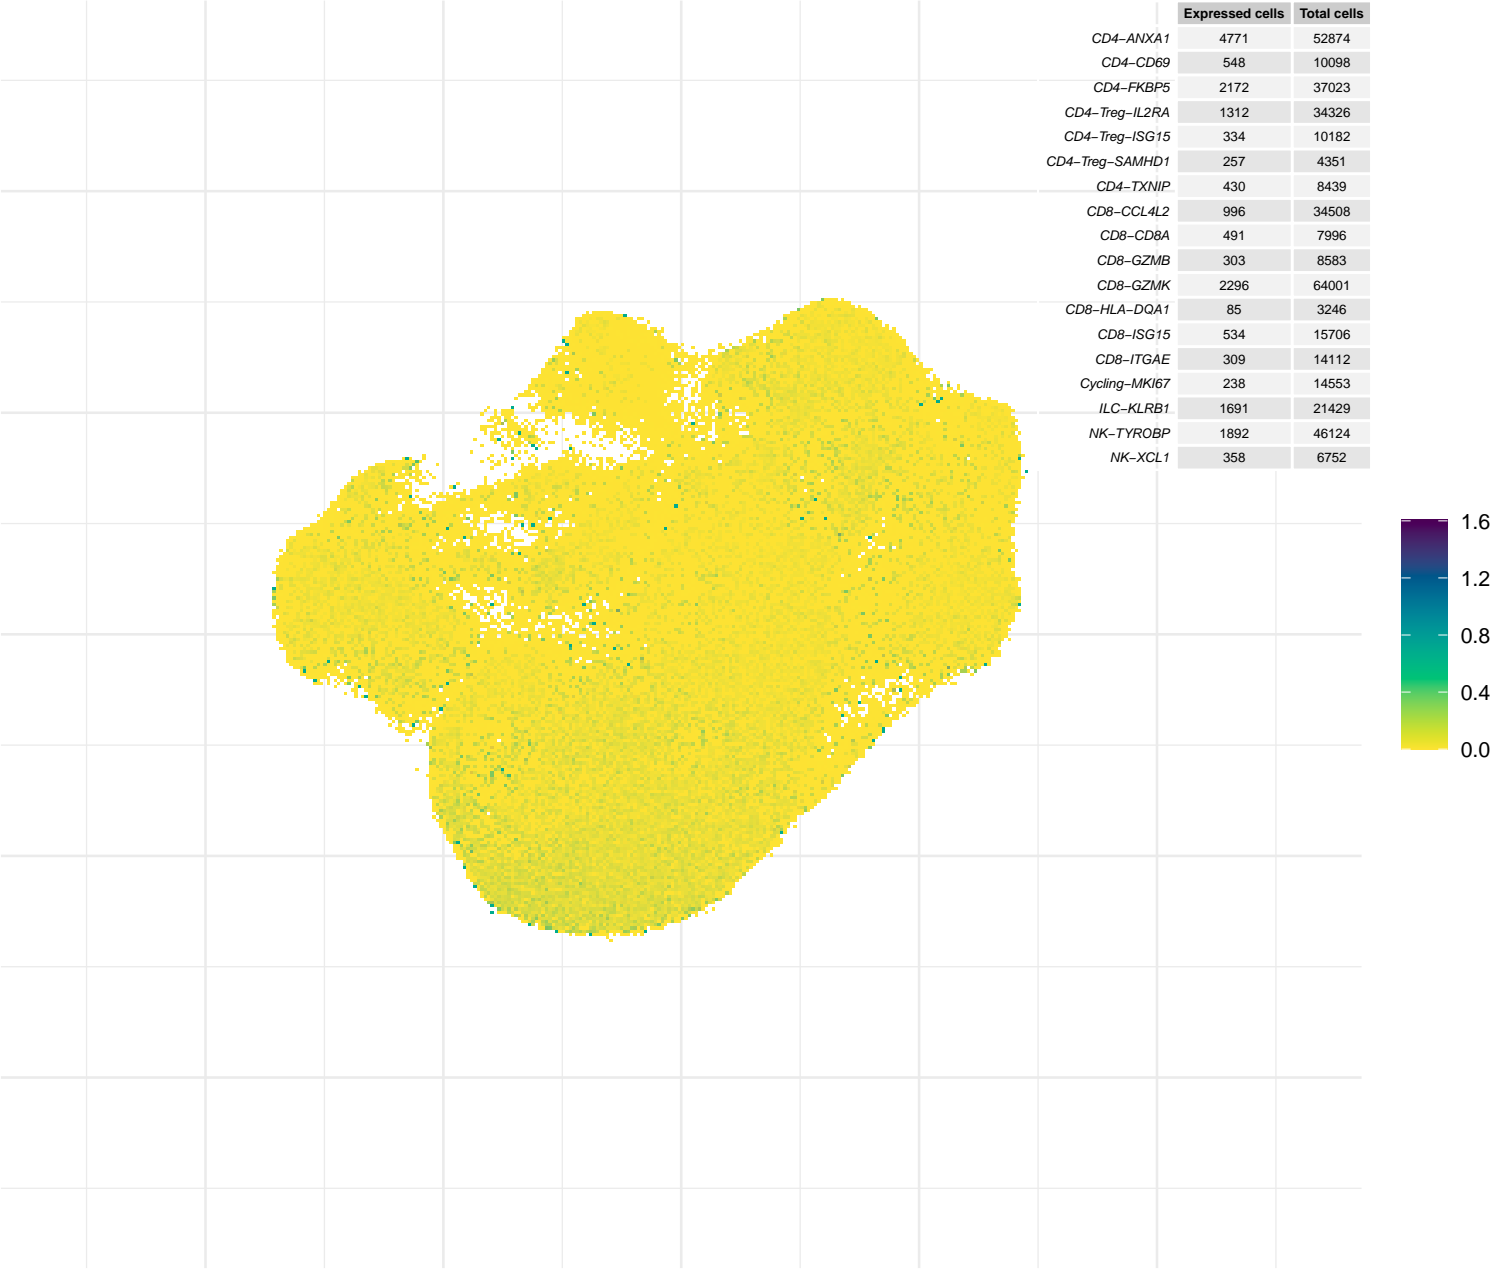 Expressed cells Total cells
CD4−ANXA1 4771 52874
CD4−CD69 548 10098
CD4−FKBP5 2172 37023
CD4−Treg−IL2RA 1312 34326
CD4−Treg−ISG15 334 10182
CD4−Treg−SAMHD1 257 4351
CD4−TXNIP 430 8439
CD8−CCL4L2 996 34508
CD8−CD8A 491 7996
CD8−GZMB 303 8583
CD8−GZMK 2296 64001
CD8−HLA−DQA1 85 3246
CD8−ISG15 534 15706
CD8−ITGAE 309 14112
Cycling−MKI67 238 14553
ILC−KLRB1 1691 21429
NK−TYROBP 1892 46124
NK−XCL1 358 6752
1.6
1.2
0.8
0.4
0.0